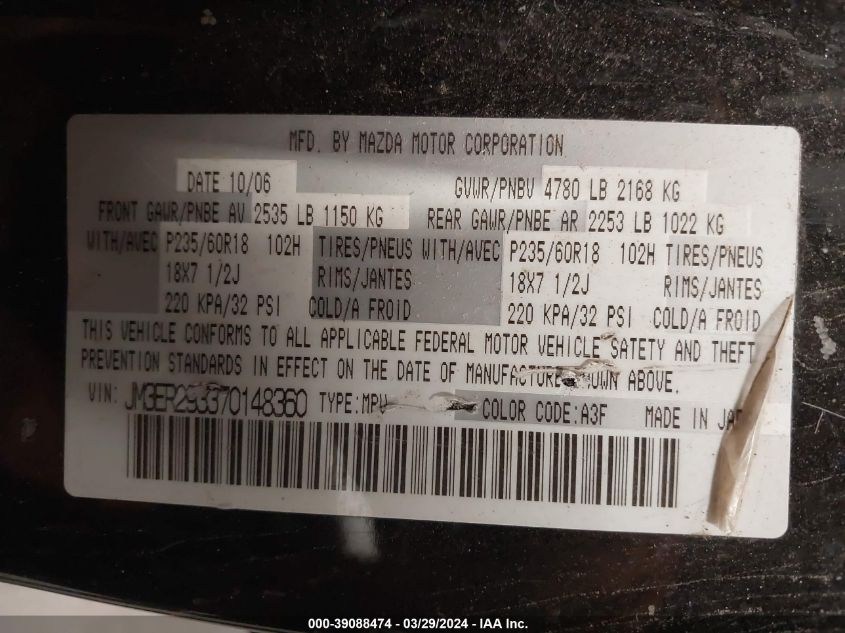 MFD. BY MAZDA MOTOR CORPORATION
DATE 10/06 GVWR/PNBV 4780 LB 2168 KG
FRONT GAWR/PNBE AV 2535 LB 1150 KG REAR GAWR/PNBE AR 2253 LB 1022 KG
WITH/AVEC P235/60R18 102H TIRES/PNEUS WITH/AVEC P235/60R18 102H TIRES/PNEUS
18X7 1/2J RIMS/JANTES 18X7 1/2J RIMS/JANTES
220 KPA/32 PSI COLD/A FROID 220 KPA/32 PSI COLD/A FROID
THIS VEHICLE CONFORMS TO ALL APPLICABLE FEDERAL MOTOR VEHICLE SAFETY AND THEFT
PREVENTION STANDARDS IN EFFECT ON THE DATE OF MANUFACTURE SHOWN ABOVE.
VIN: JM3ER293370148360 TYPE:MPV COLOR CODE:A3F MADE IN
000-39088474 - 03/29/2024 - IAA Inc.